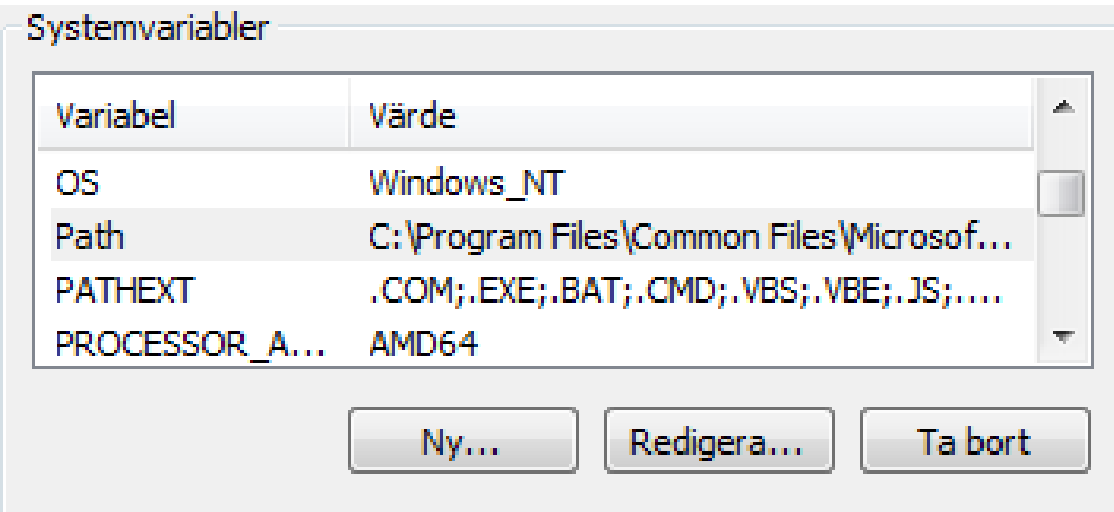 Systemvariabler
Variabel Värde
OS Windows_NT
Path C:\Program Files\Common Files\Microsof...
PATHEXT .COM;.EXE;.BAT;.CMD;.VBS;.VBE;.JS;....
PROCESSOR_A... AMD64
Ny... Redigera... Ta bort